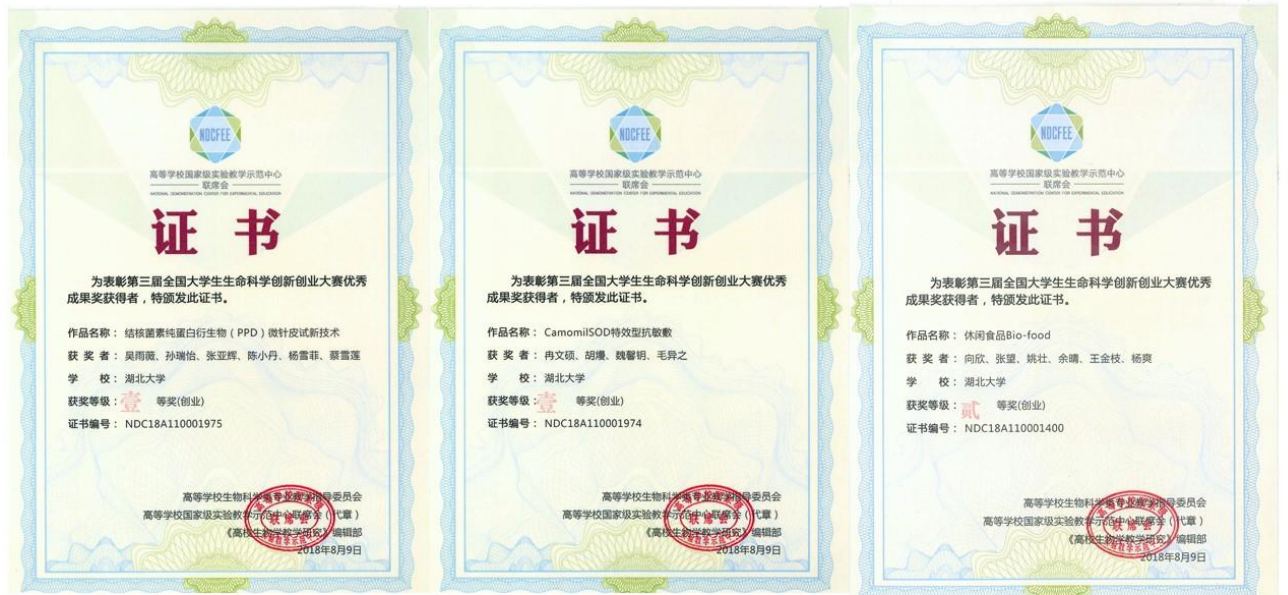 NDCFEE
高等学校国家级实验教学示范中心
联席会
NATIONAL DEMONSTRATION CENTER FOR EXPERIMENTAL EDUCATION
证 书
为表彰第三届全国大学生生命科学创新创业大赛优秀
成果奖获得者，特颁发此证书。
作品名称： 结核菌素纯蛋白衍生物（PPD）微针皮试新技术
获 奖 者： 吴雨薇、孙瑞怡、张亚辉、陈小丹、杨雪菲、蔡雪莲
学 校： 湖北大学
获奖等级： 壹 等奖(创业)
证书编号： NDC18A110001975
高等学校生物科学类专业教学指导委员会
高等学校国家级实验教学示范中心联席会（代章）
《高校生物学教学研究》编辑部
2018年8月9日
NDCFEE
高等学校国家级实验教学示范中心
联席会
NATIONAL DEMONSTRATION CENTER FOR EXPERIMENTAL EDUCATION
证 书
为表彰第三届全国大学生生命科学创新创业大赛优秀
成果奖获得者，特颁发此证书。
作品名称： CamomilSOD特效型抗敏敷
获 奖 者： 冉文硕、胡璟、魏馨钥、毛异之
学 校： 湖北大学
获奖等级： 壹 等奖(创业)
证书编号： NDC18A110001974
高等学校生物科学类专业教学指导委员会
高等学校国家级实验教学示范中心联席会（代章）
《高校生物学教学研究》编辑部
2018年8月9日
NDCFEE
高等学校国家级实验教学示范中心
联席会
NATIONAL DEMONSTRATION CENTER FOR EXPERIMENTAL EDUCATION
证 书
为表彰第三届全国大学生生命科学创新创业大赛优秀
成果奖获得者，特颁发此证书。
作品名称： 休闲食品Bio-food
获 奖 者： 向欣、张望、姚壮、余晴、王金枝、杨爽
学 校： 湖北大学
获奖等级： 贰 等奖(创业)
证书编号： NDC18A110001400
高等学校生物科学类专业教学指导委员会
高等学校国家级实验教学示范中心联席会（代章）
《高校生物学教学研究》编辑部
2018年8月9日